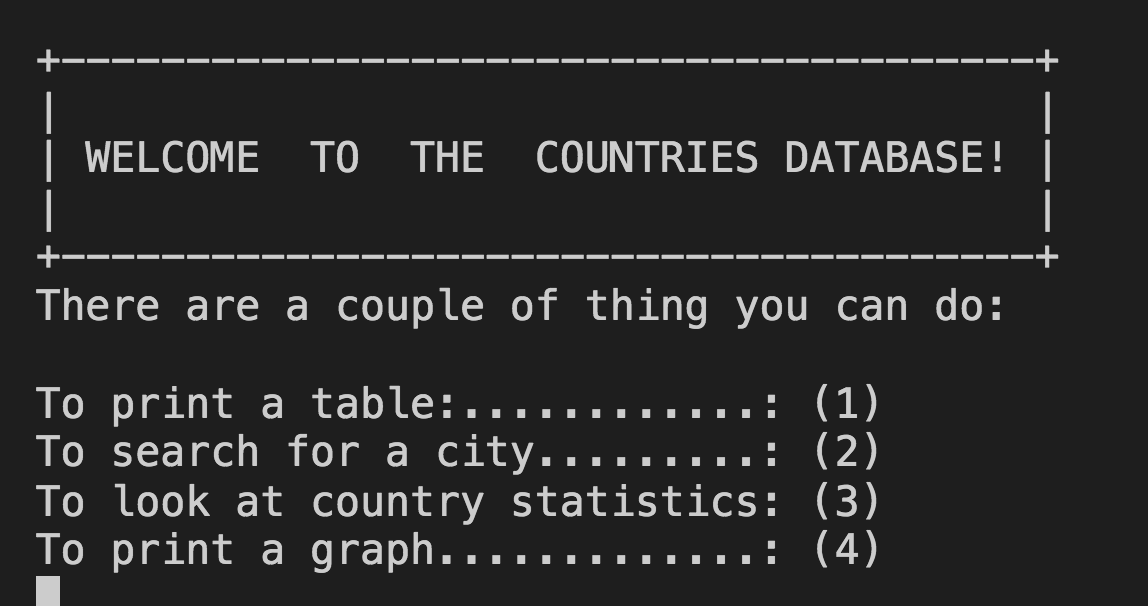 +---------------------------------------+
|                                       |
| WELCOME  TO  THE  COUNTRIES DATABASE! |
|                                       |
+---------------------------------------+
There are a couple of thing you can do:

To print a table:............: (1)
To search for a city.........: (2)
To look at country statistics: (3)
To print a graph.............: (4)